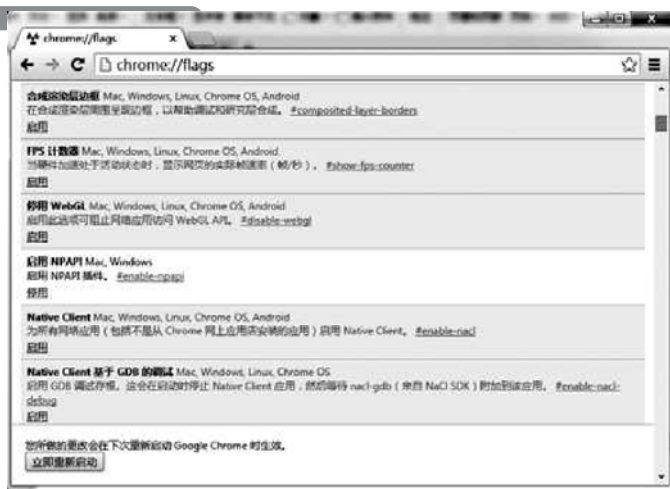 chrome://flags
chrome://flags
合成渲染层边框 Mac, Windows, Linux, Chrome OS, Android
在合成渲染层周围呈现边框，以帮助调试和研究层合成。 #composited-layer-borders
启用
FPS 计数器 Mac, Windows, Linux, Chrome OS, Android
当硬件加速处于活动状态时，显示网页的实际帧速率（帧/秒）。 #show-fps-counter
启用
停用 WebGL Mac, Windows, Linux, Chrome OS, Android
启用此选项可阻止网络应用访问 WebGL API。 #disable-webgl
启用
启用 NPAPI Mac, Windows
启用 NPAPI 插件。 #enable-npapi
停用
Native Client Mac, Windows, Linux, Chrome OS, Android
为所有网络应用（包括不是从 Chrome 网上应用店安装的应用）启用 Native Client。 #enable-nacl
启用
Native Client 基于 GDB 的调试 Mac, Windows, Linux, Chrome OS
启用 GDB 调试存根。这会在启动时停止 Native Client 应用，然后等待 nacl-gdb（来自 NaCl SDK）附加到该应用。 #enable-nacl-
debug
启用
您所做的更改会在下次重新启动 Google Chrome 时生效。
立即重新启动